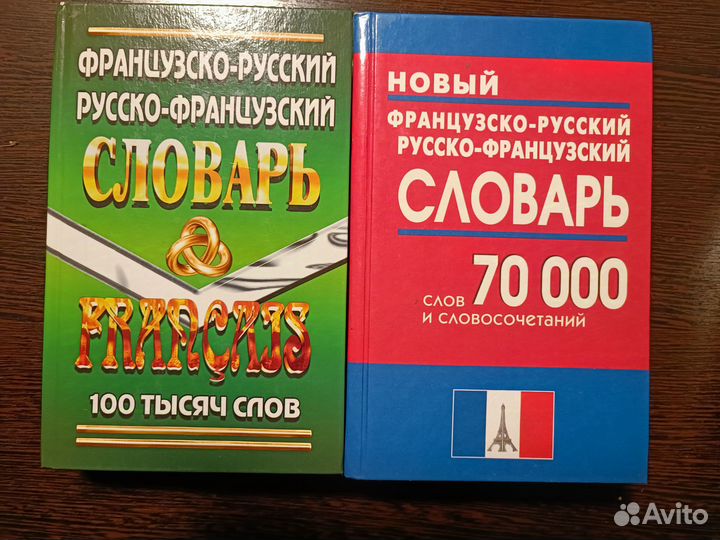 ФРАНЦУЗСКО-РУССКИЙ
РУССКО-ФРАНЦУЗСКИЙ
СЛОВАРЬ
FRANÇAIS
100 ТЫСЯЧ СЛОВ
НОВЫЙ
ФРАНЦУЗСКО-РУССКИЙ
РУССКО-ФРАНЦУЗСКИЙ
СЛОВАРЬ
СЛОВ 70 000
И СЛОВОСОЧЕТАНИЙ
Avito